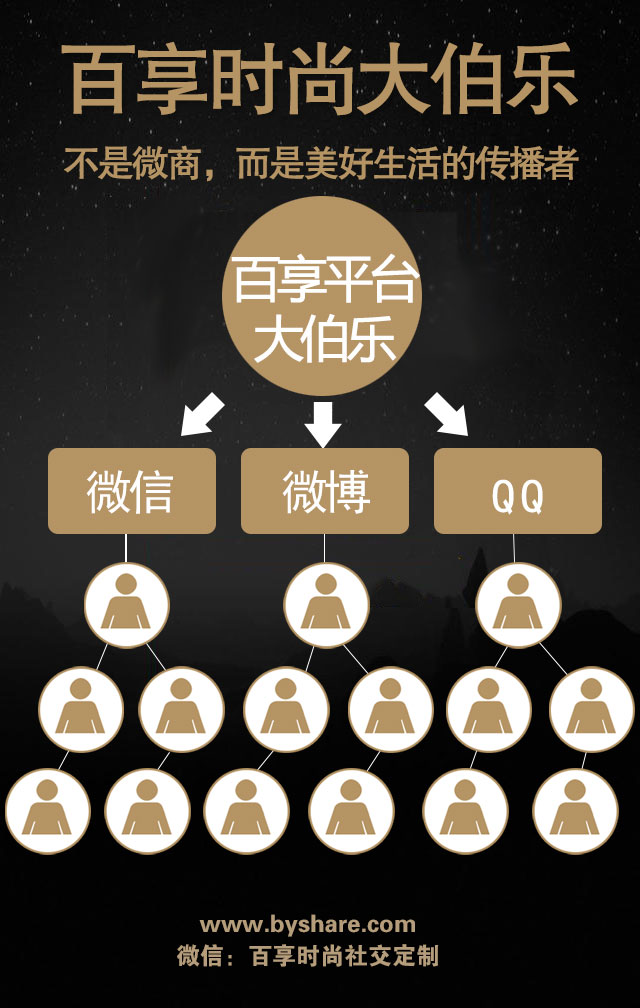 百享时尚大伯乐
不是微商，而是美好生活的传播者
百享平台
大伯乐
微信
微博
QQ
www.byshare.com
微信：百享时尚社交定制